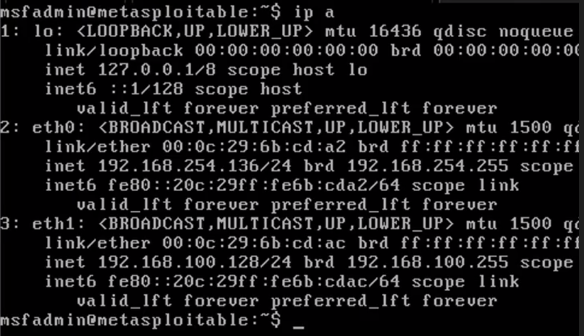 msfadmin@metasploitable:~$ ip a
1: lo: <LOOPBACK,UP,LOWER_UP> mtu 16436 qdisc noqueue
link/loopback 00:00:00:00:00:00 brd 00:00:00:00:00
inet 127.0.0.1/8 scope host lo
inet6 ::1/128 scope host
valid_lft forever preferred_lft forever
2: eth0: <BROADCAST,MULTICAST,UP,LOWER_UP> mtu 1500
link/ether 00:0c:29:6b:cd:a2 brd ff:ff:ff:ff:f
inet 192.168.254.136/24 brd 192.168.254.255 scope
inet6 fe80::20c:29ff:fe6b:cda2/64 scope link
valid_lft forever preferred_lft forever
3: eth1: <BROADCAST,MULTICAST,UP,LOWER_UP> mtu 1500
link/ether 00:0c:29:6b:cd:ac brd ff:ff:ff:ff:f
inet 192.168.100.128/24 brd 192.168.100.255 scope
inet6 fe80::20c:29ff:fe6b:cdac/64 scope link
valid_lft forever preferred_lft forever
msfadmin@metasploitable:~$ _